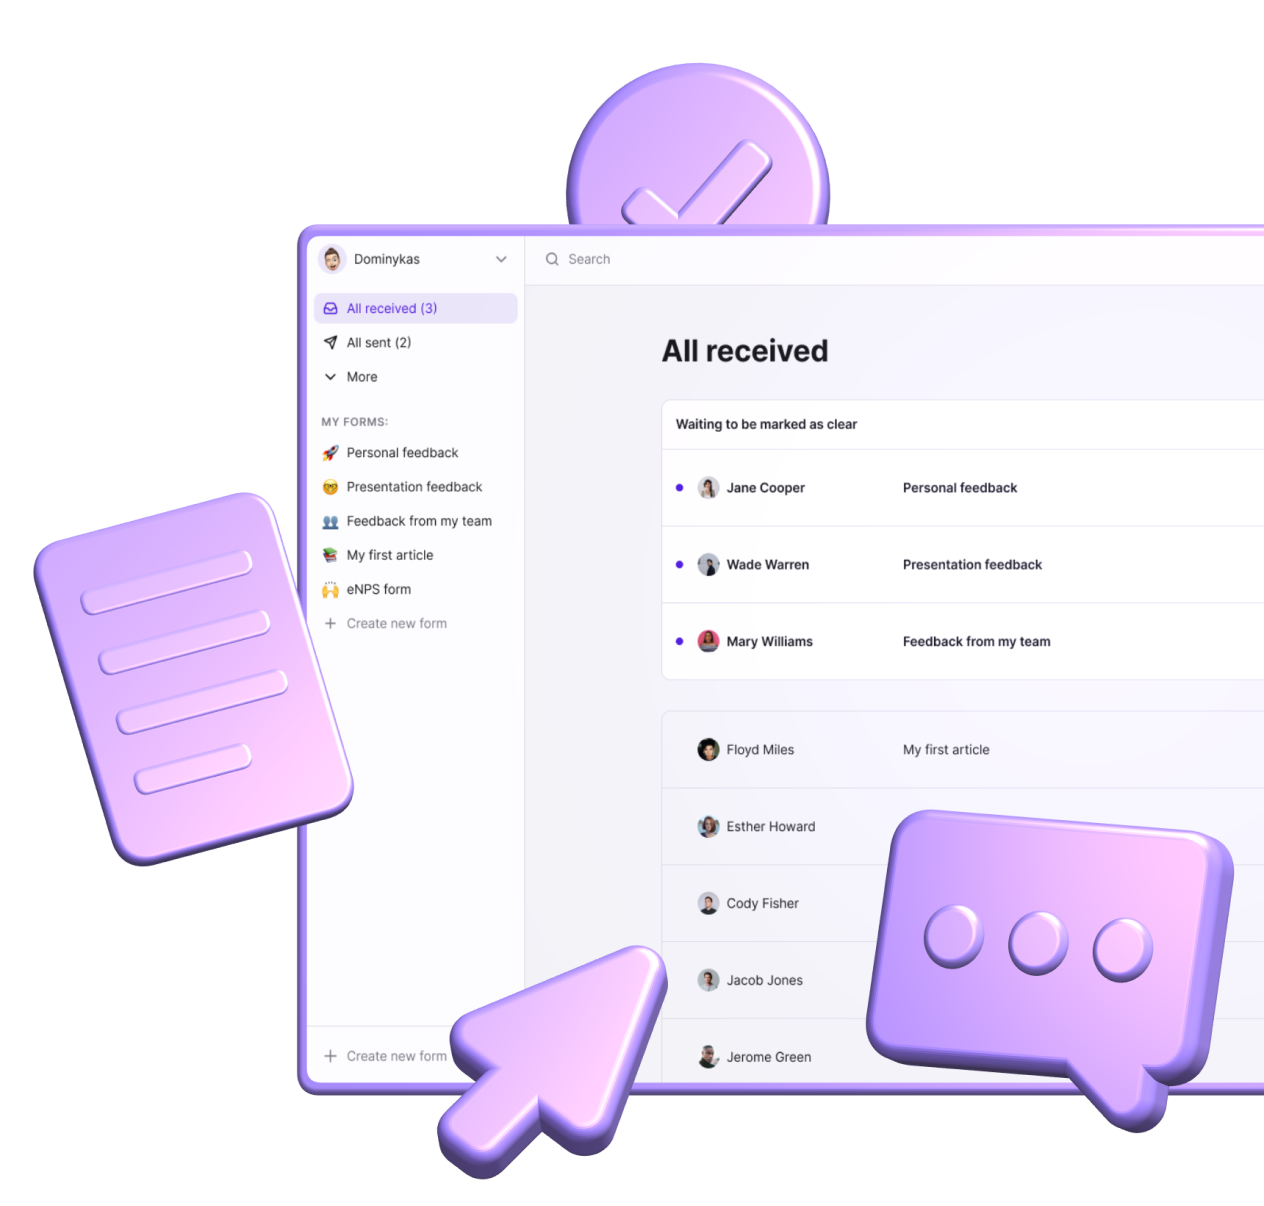 Dominykas
Search
All received (3)
All sent (2)
More
MY FORMS:
Personal feedback
Presentation feedback
Feedback from my team
My first article
eNPS form
Create new form
Create new form
All received
Waiting to be marked as clear
Jane Cooper Personal feedback
Wade Warren Presentation feedback
Mary Williams Feedback from my team
Floyd Miles My first article
Esther Howard
Cody Fisher
Jacob Jones
Jerome Green